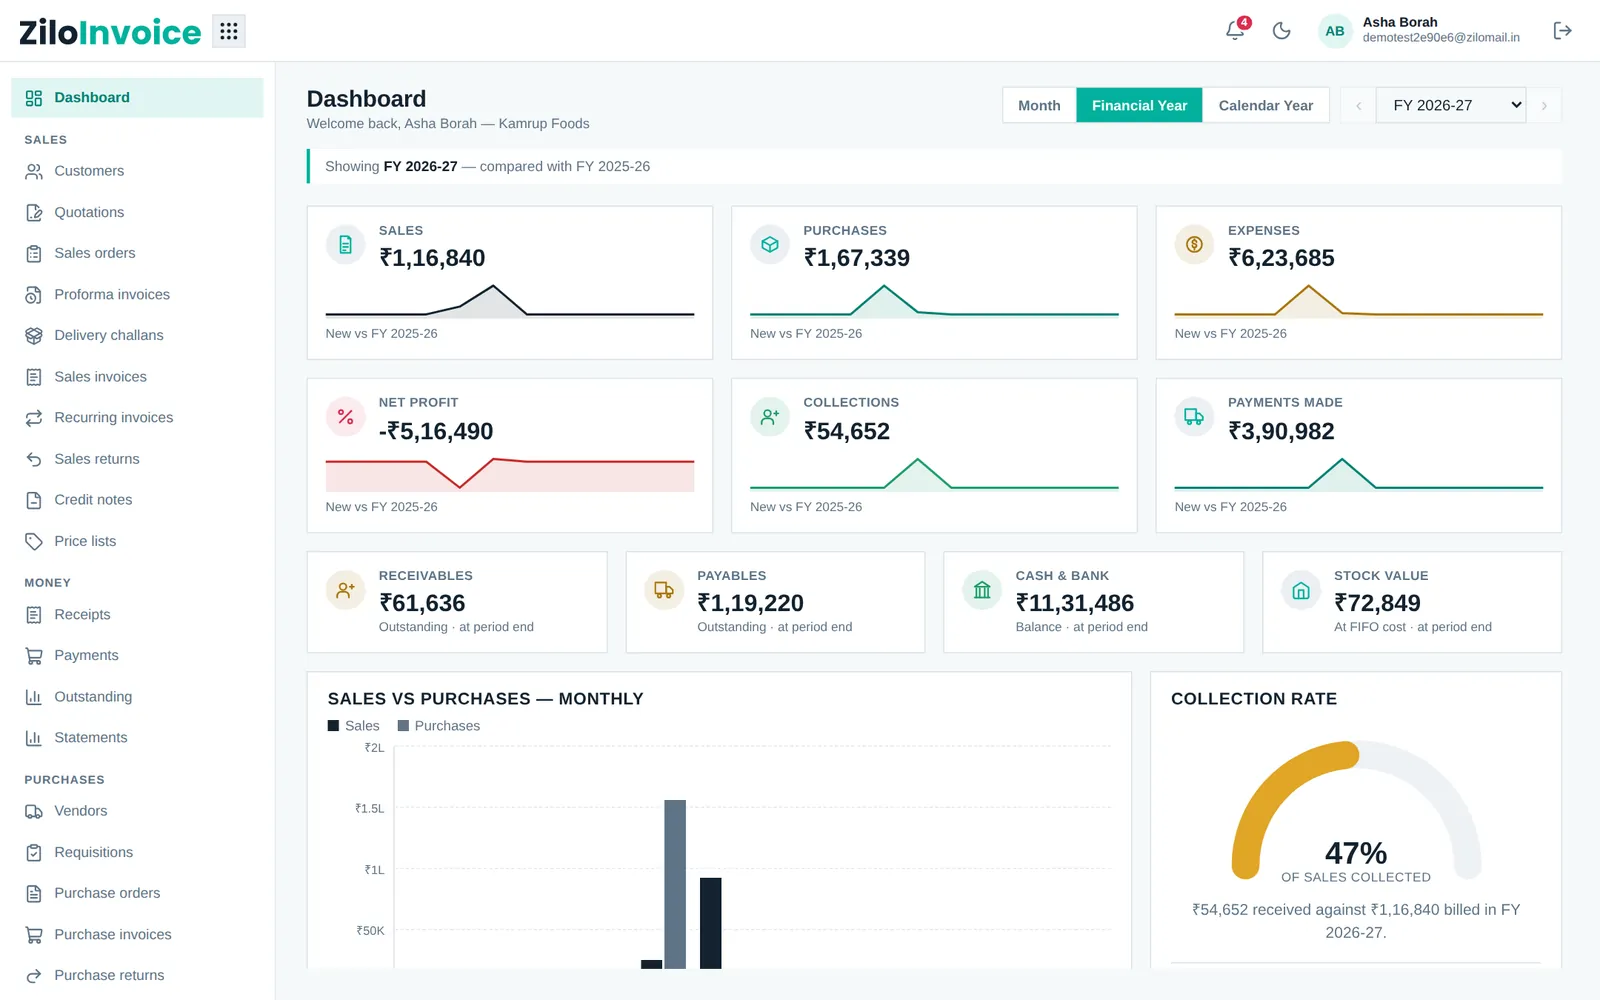 ZiloInvoice
4
AB
Asha Borah
demotest2e90e6@zilomail.in
Dashboard
SALES
Customers
Quotations
Sales orders
Proforma invoices
Delivery challans
Sales invoices
Recurring invoices
Sales returns
Credit notes
Price lists
MONEY
Receipts
Payments
Outstanding
Statements
PURCHASES
Vendors
Requisitions
Purchase orders
Purchase invoices
Purchase returns
Dashboard
Welcome back, Asha Borah — Kamrup Foods
Month Financial Year Calendar Year
‹ FY 2026-27 ›
Showing FY 2026-27 — compared with FY 2025-26
SALES
₹1,16,840
New vs FY 2025-26
PURCHASES
₹1,67,339
New vs FY 2025-26
EXPENSES
₹6,23,685
New vs FY 2025-26
NET PROFIT
-₹5,16,490
New vs FY 2025-26
COLLECTIONS
₹54,652
New vs FY 2025-26
PAYMENTS MADE
₹3,90,982
New vs FY 2025-26
RECEIVABLES
₹61,636
Outstanding · at period end
PAYABLES
₹1,19,220
Outstanding · at period end
CASH & BANK
₹11,31,486
Balance · at period end
STOCK VALUE
₹72,849
At FIFO cost · at period end
SALES VS PURCHASES — MONTHLY
Sales Purchases
₹2L
₹1.5L
₹1L
₹50K
COLLECTION RATE
47%
OF SALES COLLECTED
₹54,652 received against ₹1,16,840 billed in FY
2026-27.